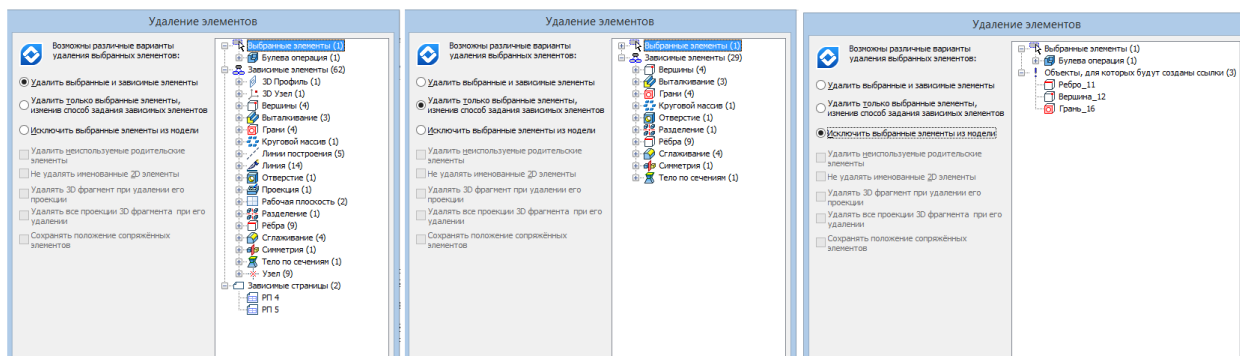 Удаление элементов
Возможны различные варианты
удаления выбранных элементов:
Удалить выбранные и зависимые элементы
Удалить только выбранные элементы,
изменив способ задания зависимых элементов
Исключить выбранные элементы из модели
Удалить неиспользуемые родительские
элементы
Не удалять именованные 2D элементы
Удалять 3D фрагмент при удалении его
проекции
Удалять все проекции 3D фрагмента при его
удалении
Сохранять положение сопряжённых
элементов
Выбранные элементы (1)
Булева операция (1)
Зависимые элементы (62)
3D Профиль (1)
3D Узел (1)
Вершины (4)
Выталкивание (3)
Грани (4)
Круговой массив (1)
Линии построения (5)
Линия (14)
Отверстие (1)
Проекция (1)
Рабочая плоскость (2)
Разделение (1)
Рёбра (9)
Сглаживание (4)
Симметрия (1)
Тело по сечениям (1)
Узел (9)
Зависимые страницы (2)
РП 4
РП 5
Удаление элементов
Возможны различные варианты
удаления выбранных элементов:
Удалить выбранные и зависимые элементы
Удалить только выбранные элементы,
изменив способ задания зависимых элементов
Исключить выбранные элементы из модели
Удалить неиспользуемые родительские
элементы
Не удалять именованные 2D элементы
Удалять 3D фрагмент при удалении его
проекции
Удалять все проекции 3D фрагмента при его
удалении
Сохранять положение сопряжённых
элементов
Выбранные элементы (1)
Зависимые элементы (29)
Вершины (4)
Выталкивание (3)
Грани (4)
Круговой массив (1)
Отверстие (1)
Разделение (1)
Рёбра (9)
Сглаживание (4)
Симметрия (1)
Тело по сечениям (1)
Удаление элементов
Возможны различные варианты
удаления выбранных элементов:
Удалить выбранные и зависимые элементы
Удалить только выбранные элементы,
изменив способ задания зависимых элементов
Исключить выбранные элементы из модели
Удалить неиспользуемые родительские
элементы
Не удалять именованные 2D элементы
Удалять 3D фрагмент при удалении его
проекции
Удалять все проекции 3D фрагмента при его
удалении
Сохранять положение сопряжённых
элементов
Выбранные элементы (1)
Булева операция (1)
Объекты, для которых будут созданы ссылки (3)
Ребро_11
Вершина_12
Грань_16